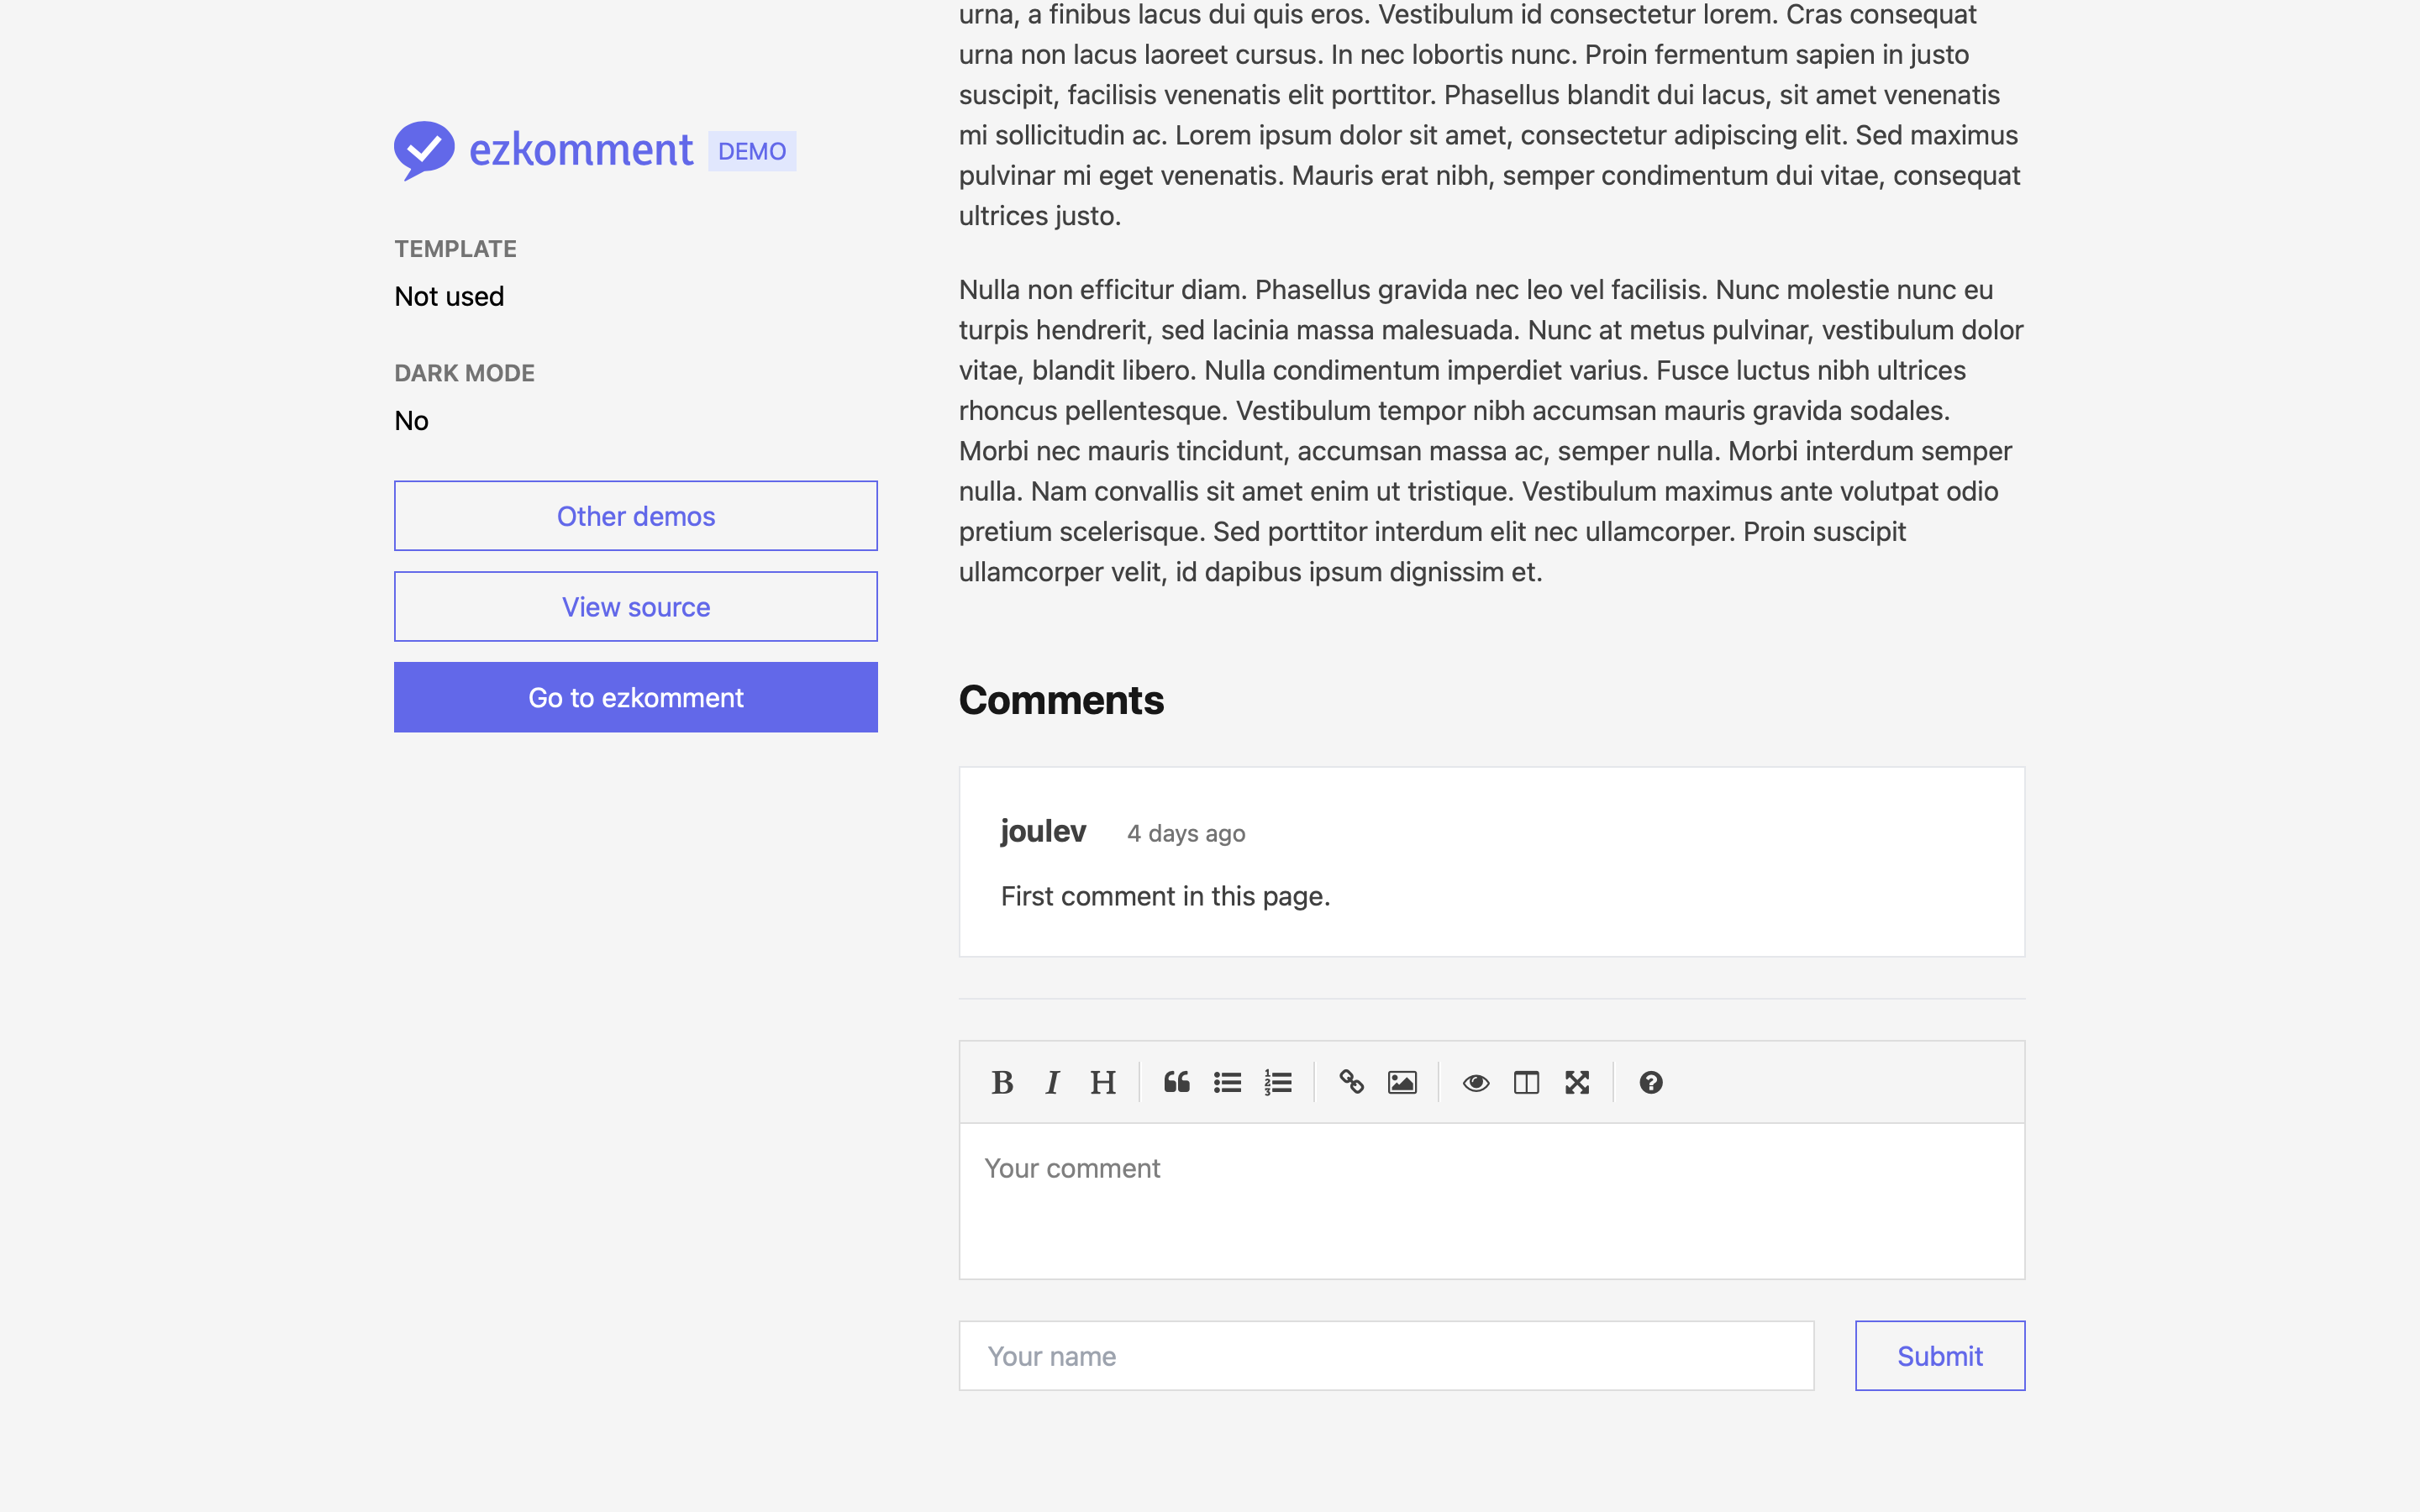 ezkomment DEMO
TEMPLATE
Not used
DARK MODE
No
Other demos
View source
Go to ezkomment
urna, a finibus lacus dui quis eros. Vestibulum id consectetur lorem. Cras consequat
urna non lacus laoreet cursus. In nec lobortis nunc. Proin fermentum sapien in justo
suscipit, facilisis venenatis elit porttitor. Phasellus blandit dui lacus, sit amet venenatis
mi sollicitudin ac. Lorem ipsum dolor sit amet, consectetur adipiscing elit. Sed maximus
pulvinar mi eget venenatis. Mauris erat nibh, semper condimentum dui vitae, consequat
ultrices justo.
Nulla non efficitur diam. Phasellus gravida nec leo vel facilisis. Nunc molestie nunc eu
turpis hendrerit, sed lacinia massa malesuada. Nunc at metus pulvinar, vestibulum dolor
vitae, blandit libero. Nulla condimentum imperdiet varius. Fusce luctus nibh ultrices
rhoncus pellentesque. Vestibulum tempor nibh accumsan mauris gravida sodales.
Morbi nec mauris tincidunt, accumsan massa ac, semper nulla. Morbi interdum semper
nulla. Nam convallis sit amet enim ut tristique. Vestibulum maximus ante volutpat odio
pretium scelerisque. Sed porttitor interdum elit nec ullamcorper. Proin suscipit
ullamcorper velit, id dapibus ipsum dignissim et.
Comments
joulev 4 days ago
First comment in this page.
B I H
Your comment
Your name
Submit